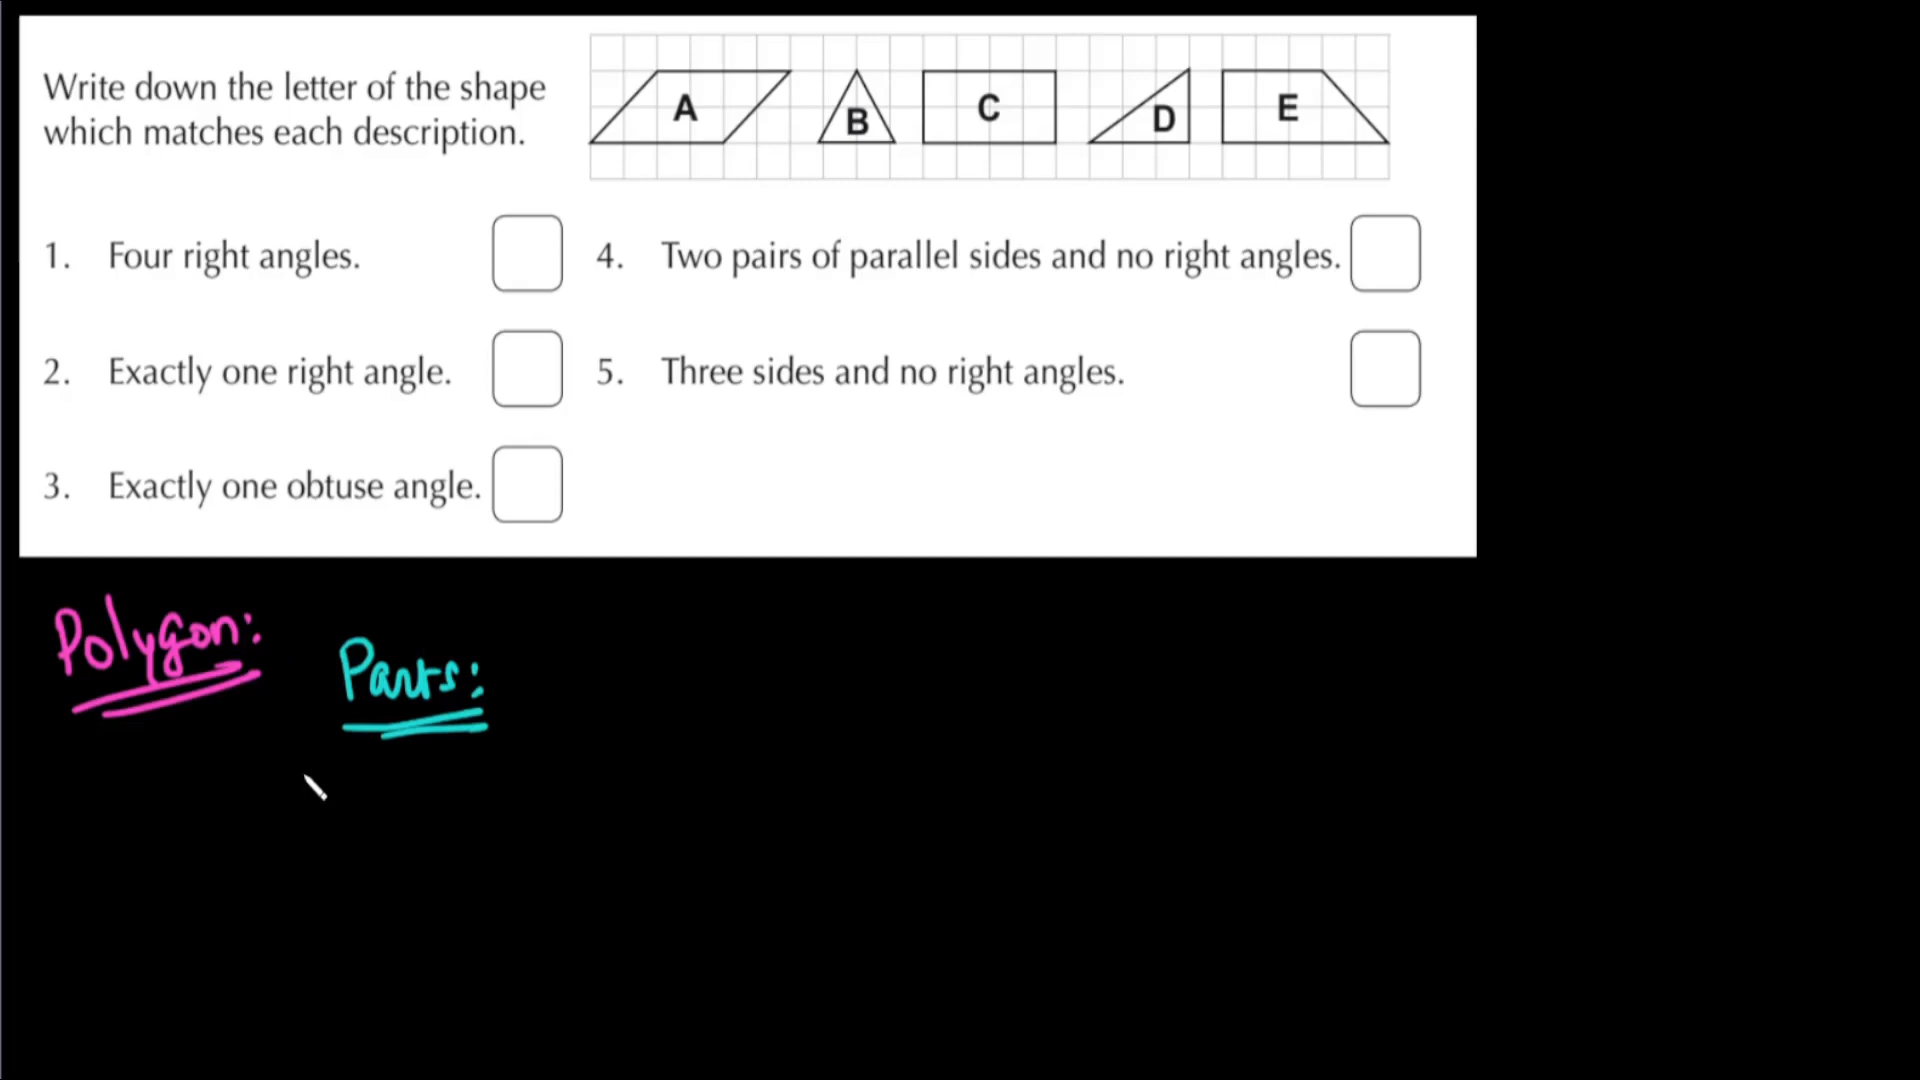 Write down the letter of the shape
which matches each description.
A B C D E
1. Four right angles.
2. Exactly one right angle.
3. Exactly one obtuse angle.
4. Two pairs of parallel sides and no right angles.
5. Three sides and no right angles.
Polygon:
Parts: